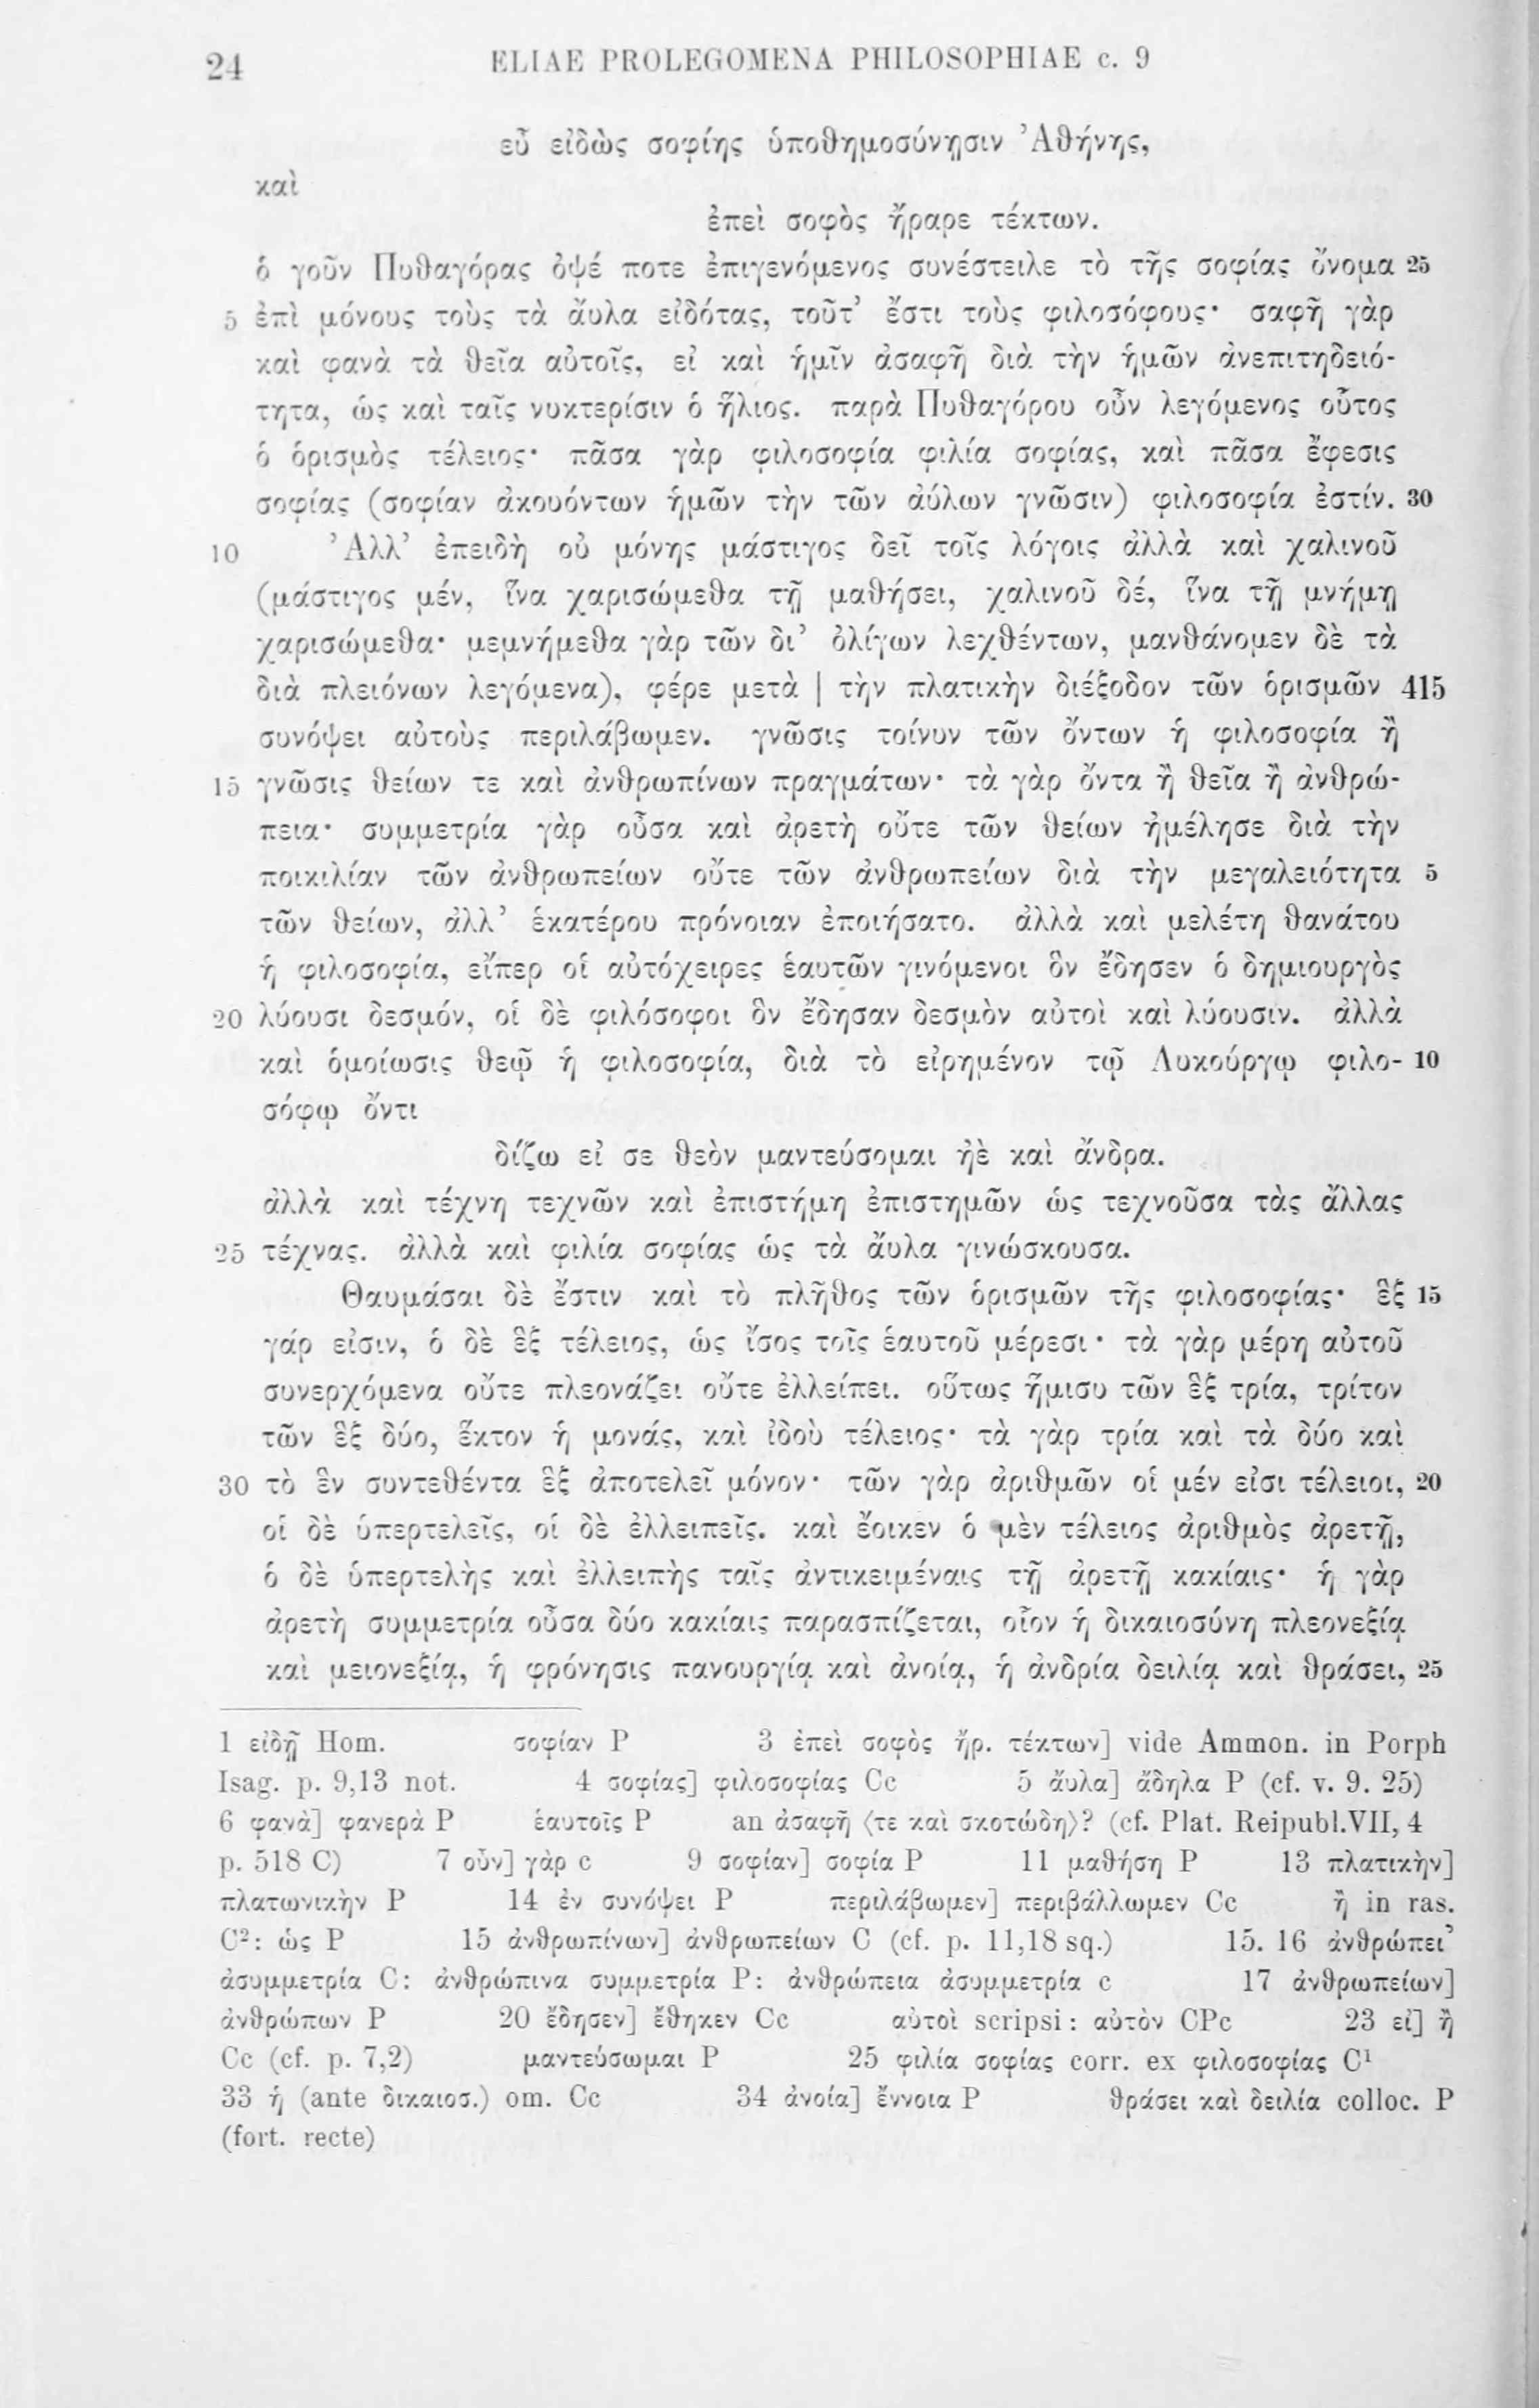 24 ELIAE PROLEGOMENA PHILOSOPHIAE c. 9
εὖ εἰδὼς σοφίης ὑποθημοσύνῃσιν Ἀθήνης,
καὶ
ἐπεὶ σοφὸς ἤραρε τέκτων.
ὁ γοῦν Πυθαγόρας ὀψέ ποτε ἐπιγενόμενος συνέστειλε τὸ τῆς σοφίας ὄνομα 25
5 ἐπὶ μόνους τοὺς τὰ ἄυλα εἰδότας, τοῦτ’ ἔστι τοὺς φιλοσόφους· σαφῆ γὰρ
καὶ φανὰ τὰ θεῖα αὐτοῖς, εἰ καὶ ἡμῖν ἀσαφῆ διὰ τὴν ἡμῶν ἀνεπιτηδειό-
τητα, ὡς καὶ ταῖς νυκτερίσιν ὁ ἥλιος. παρὰ Πυθαγόρου οὖν λεγόμενος οὗτος
ὁ ὁρισμὸς τέλειος· πᾶσα γὰρ φιλοσοφία φιλία σοφίας, καὶ πᾶσα ἔφεσις
σοφίας (σοφίαν ἀκουόντων ἡμῶν τὴν τῶν ἀύλων γνῶσιν) φιλοσοφία ἐστίν. 30
10 Ἀλλ’ ἐπειδὴ οὐ μόνης μάστιγος δεῖ τοῖς λόγοις ἀλλὰ καὶ χαλινοῦ
(μάστιγος μέν, ἵνα χαρισώμεθα τῇ μαθήσει, χαλινοῦ δέ, ἵνα τῇ μνήμῃ
χαρισώμεθα· μεμνήμεθα γὰρ τῶν δι’ ὀλίγων λεχθέντων, μανθάνομεν δὲ τὰ
διὰ πλειόνων λεγόμενα), φέρε μετὰ | τὴν πλατικὴν διέξοδον τῶν ὁρισμῶν 415
συνόψει αὐτοὺς περιλάβωμεν. γνῶσις τοίνυν τῶν ὄντων ἡ φιλοσοφία ἢ
15 γνῶσις θείων τε καὶ ἀνθρωπίνων πραγμάτων· τὰ γὰρ ὄντα ἢ θεῖα ἢ ἀνθρώ-
πεια· συμμετρία γὰρ οὖσα καὶ ἀρετὴ οὔτε τῶν θείων ἠμέλησε διὰ τὴν
ποικιλίαν τῶν ἀνθρωπείων οὔτε τῶν ἀνθρωπείων διὰ τὴν μεγαλειότητα 5
τῶν θείων, ἀλλ’ ἑκατέρου πρόνοιαν ἐποιήσατο. ἀλλὰ καὶ μελέτη θανάτου
ἡ φιλοσοφία, εἴπερ οἱ αὐτόχειρες ἑαυτῶν γινόμενοι ὃν ἔδησεν ὁ δημιουργὸς
20 λύουσι δεσμόν, οἱ δὲ φιλόσοφοι ὃν ἔδησαν δεσμὸν αὐτοὶ καὶ λύουσιν. ἀλλὰ
καὶ ὁμοίωσις θεῷ ἡ φιλοσοφία, διὰ τὸ εἰρημένον τῷ Λυκούργῳ φιλο- 10
σόφῳ ὄντι
δίζω εἴ σε θεὸν μαντεύσομαι ἠὲ καὶ ἄνδρα.
ἀλλὰ καὶ τέχνη τεχνῶν καὶ ἐπιστήμη ἐπιστημῶν ὡς τεχνοῦσα τὰς ἄλλας
25 τέχνας. ἀλλὰ καὶ φιλία σοφίας ὡς τὰ ἄυλα γινώσκουσα.
Θαυμάσαι δὲ ἔστιν καὶ τὸ πλῆθος τῶν ὁρισμῶν τῆς φιλοσοφίας· ἓξ 15
γάρ εἰσιν, ὁ δὲ ἓξ τέλειος, ὡς ἴσος τοῖς ἑαυτοῦ μέρεσι· τὰ γὰρ μέρη αὐτοῦ
συνερχόμενα οὔτε πλεονάζει οὔτε ἐλλείπει. οὕτως ἥμισυ τῶν ἓξ τρία, τρίτον
τῶν ἓξ δύο, ἕκτον ἡ μονάς, καὶ ἰδοὺ τέλειος· τὰ γὰρ τρία καὶ τὰ δύο καὶ
30 τὸ ἓν συντεθέντα ἓξ ἀποτελεῖ μόνον· τῶν γὰρ ἀριθμῶν οἱ μέν εἰσι τέλειοι, 20
οἱ δὲ ὑπερτελεῖς, οἱ δὲ ἐλλειπεῖς. καὶ ἔοικεν ὁ μὲν τέλειος ἀριθμὸς ἀρετῇ,
ὁ δὲ ὑπερτελὴς καὶ ἐλλειπὴς ταῖς ἀντικειμέναις τῇ ἀρετῇ κακίαις· ἡ γὰρ
ἀρετὴ συμμετρία οὖσα δύο κακίαις παρασπίζεται, οἷον ἡ δικαιοσύνη πλεονεξίᾳ
καὶ μειονεξίᾳ, ἡ φρόνησις πανουργίᾳ καὶ ἀνοίᾳ, ἡ ἀνδρία δειλίᾳ καὶ θράσει, 25
1 εἰδῇ Hom. σοφίαν P 3 ἐπεὶ σοφὸς ἤρ. τέκτων] vide Ammon. in Porph
Isag. p. 9,13 not. 4 σοφίας] φιλοσοφίας Cc 5 ἄυλα] ἄδηλα P (cf. v. 9. 25)
6 φανὰ] φανερὰ P ἑαυτοῖς P an ἀσαφῆ ⟨τε καὶ σκοτώδη⟩? (cf. Plat. Reipubl.VII, 4
p. 518 C) 7 οὖν] γὰρ c 9 σοφίαν] σοφία P 11 μαθήση P 13 πλατικὴν]
πλατωνικὴν P 14 ἐν συνόψει P περιλάβωμεν] περιβάλλωμεν Cc ἢ in ras.
C²: ὡς P 15 ἀνθρωπίνων] ἀνθρωπείων C (cf. p. 11,18 sq.) 15. 16 ἀνθρώπει’
ἀσυμμετρία C: ἀνθρώπινα συμμετρία P: ἀνθρώπεια ἀσυμμετρία c 17 ἀνθρωπείων]
ἀνθρώπων P 20 ἔδησεν] ἔθηκεν Cc αὐτοὶ scripsi: αὐτὸν CPc 23 εἰ] ἢ
Cc (cf. p. 7,2) μαντεύσωμαι P 25 φιλία σοφίας corr. ex φιλοσοφίας C¹
33 ἡ (ante δικαιοσ.) om. Cc 34 ἀνοία] ἔννοια P θράσει καὶ δειλία colloc. P
(fort. recte)